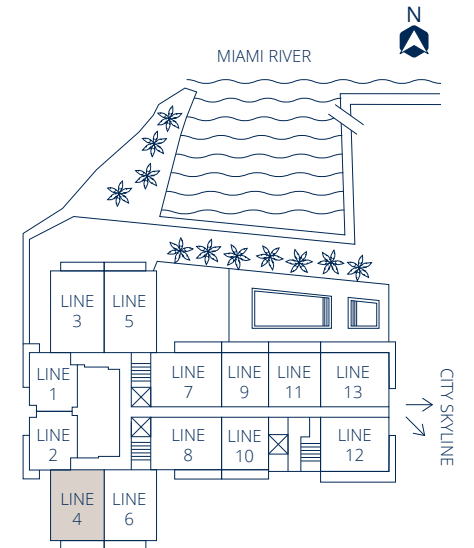 N
MIAMI RIVER
LINE
3
LINE
5
LINE
1
LINE
7
LINE
9
LINE
11
LINE
13
CITY SKYLINE
LINE
2
LINE
8
LINE
10
LINE
12
LINE
4
LINE
6